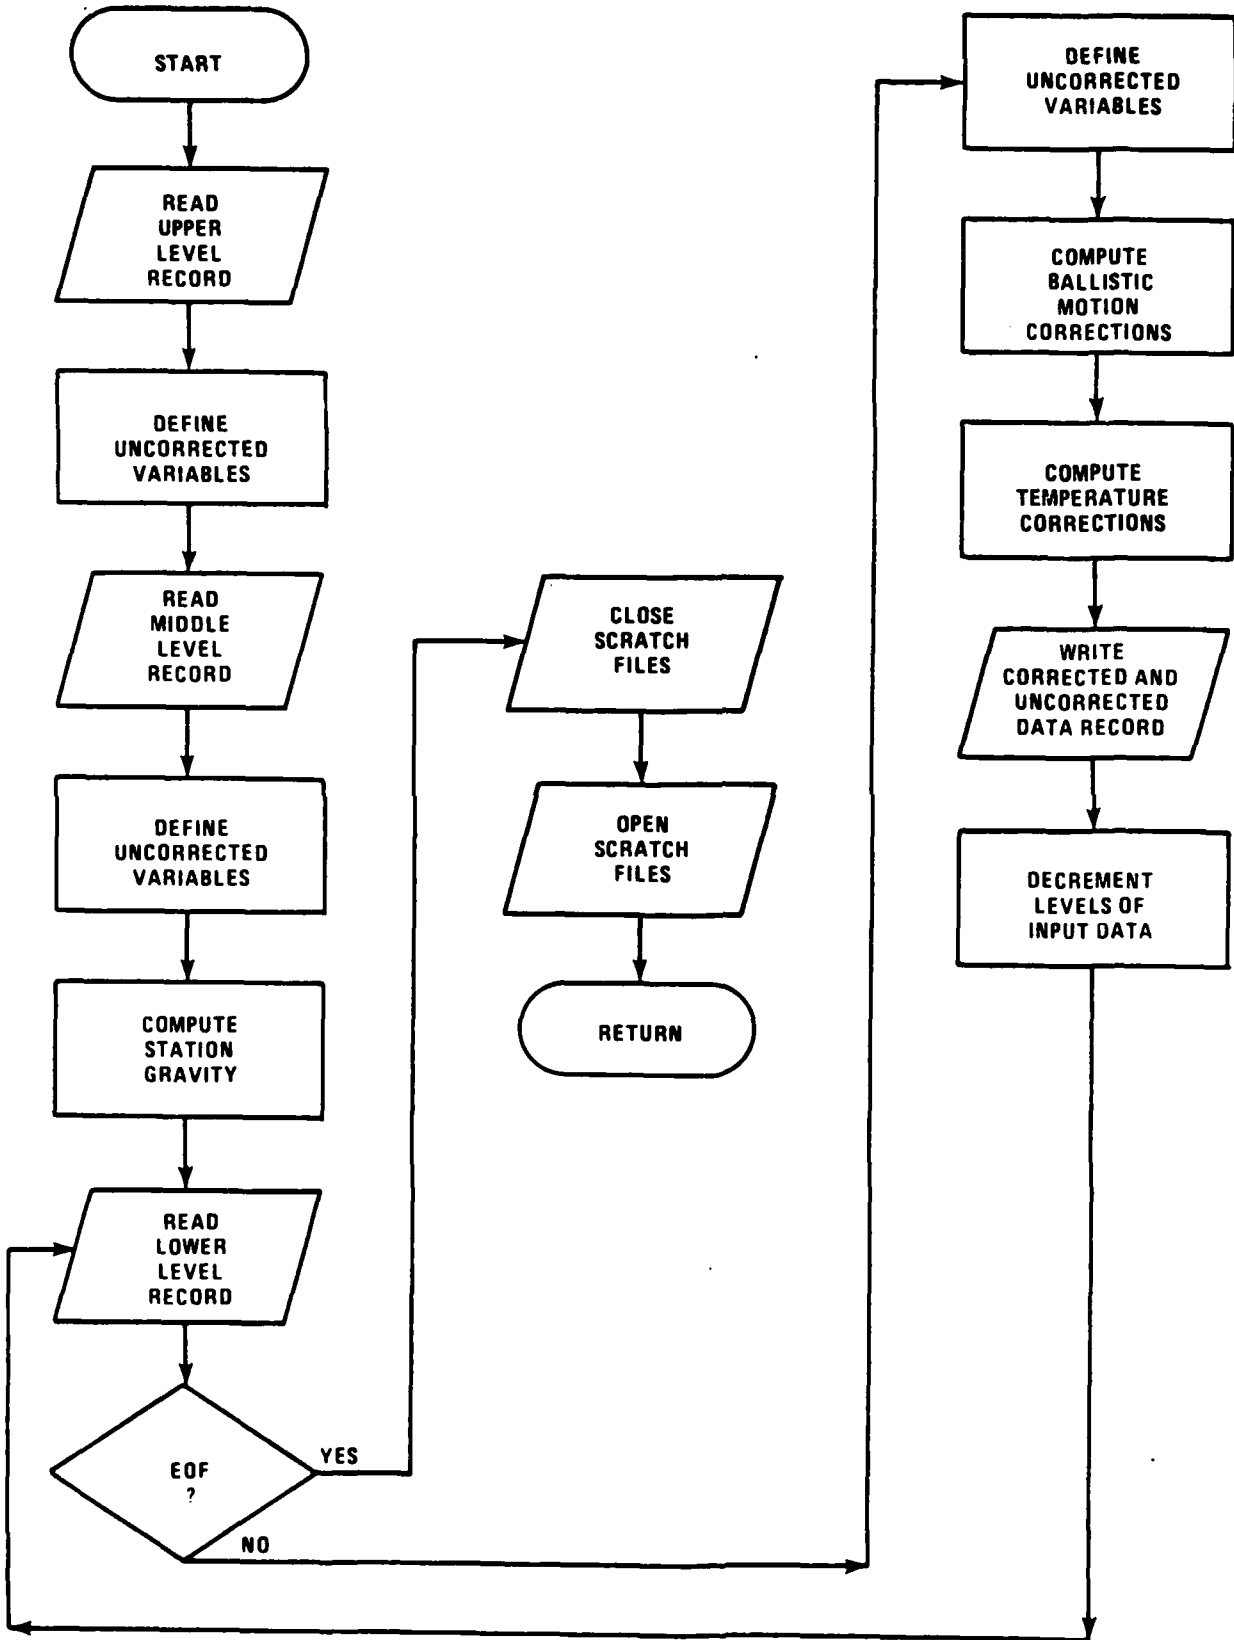 START
READ
UPPER
LEVEL
RECORD
DEFINE
UNCORRECTED
VARIABLES
READ
MIDDLE
LEVEL
RECORD
DEFINE
UNCORRECTED
VARIABLES
COMPUTE
STATION
GRAVITY
READ
LOWER
LEVEL
RECORD
EOF
?
YES
NO
CLOSE
SCRATCH
FILES
OPEN
SCRATCH
FILES
RETURN
DEFINE
UNCORRECTED
VARIABLES
COMPUTE
BALLISTIC
MOTION
CORRECTIONS
COMPUTE
TEMPERATURE
CORRECTIONS
WRITE
CORRECTED AND
UNCORRECTED
DATA RECORD
DECREMENT
LEVELS OF
INPUT DATA